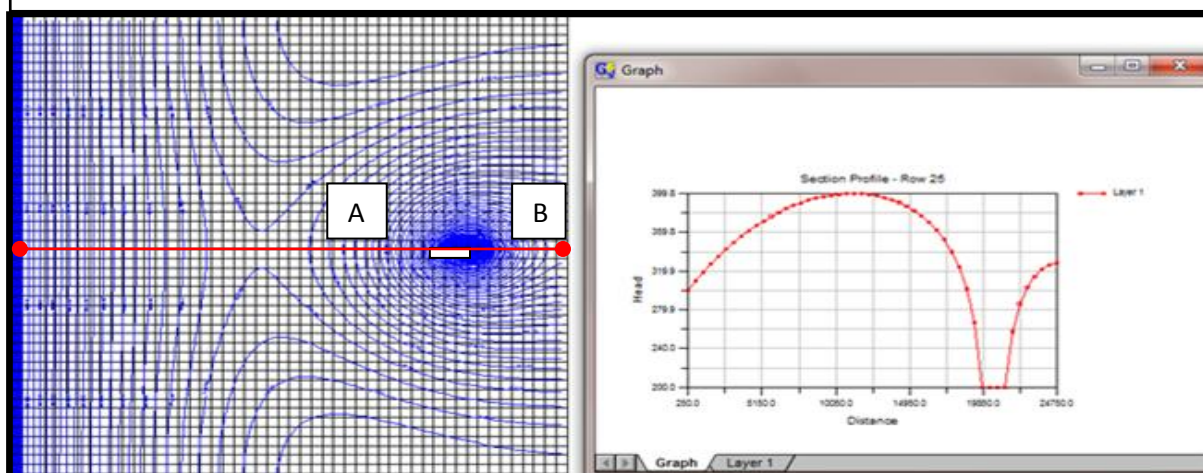 A
B
Graph
Section Profile - Row 25
Layer 1
Head
399.8
359.8
319.9
279.9
240.0
200.0
250.0
5150.0
10050.0
14950.0
19850.0
24750.0
Distance
Graph
Layer 1